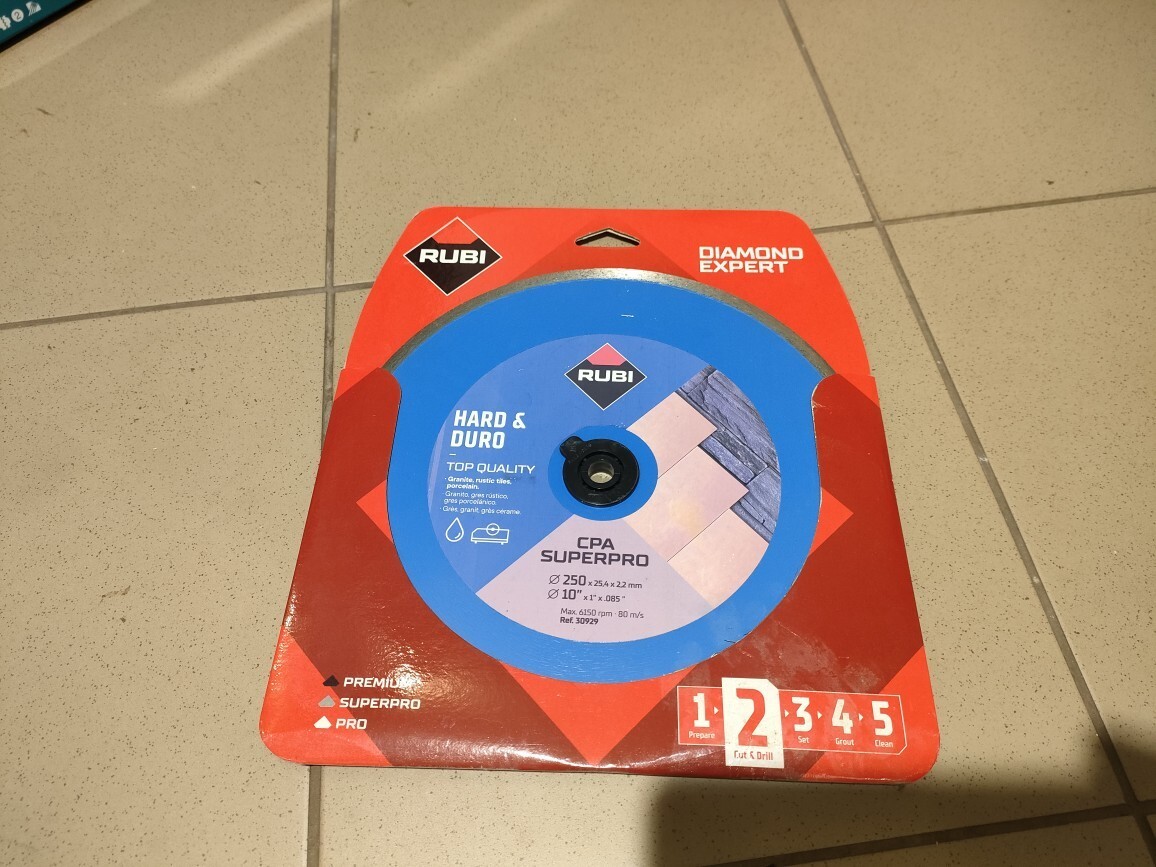 RUBI
DIAMOND
EXPERT
RUBI
HARD &
DURO
TOP QUALITY
· Granite, rustic tiles,
porcelain.
· Granito, gres rústico,
gres porcelánico.
· Grès, granit, grès cérame.
CPA
SUPERPRO
Ø 250 x 25,4 x 2,2 mm
Ø 10" x 1" x .085"
Max. 6150 rpm · 80 m/s
Ref. 30929
PREMIUM
SUPERPRO
PRO
1 2 3 4 5
Prepare Cut & Drill Set Grout Clean